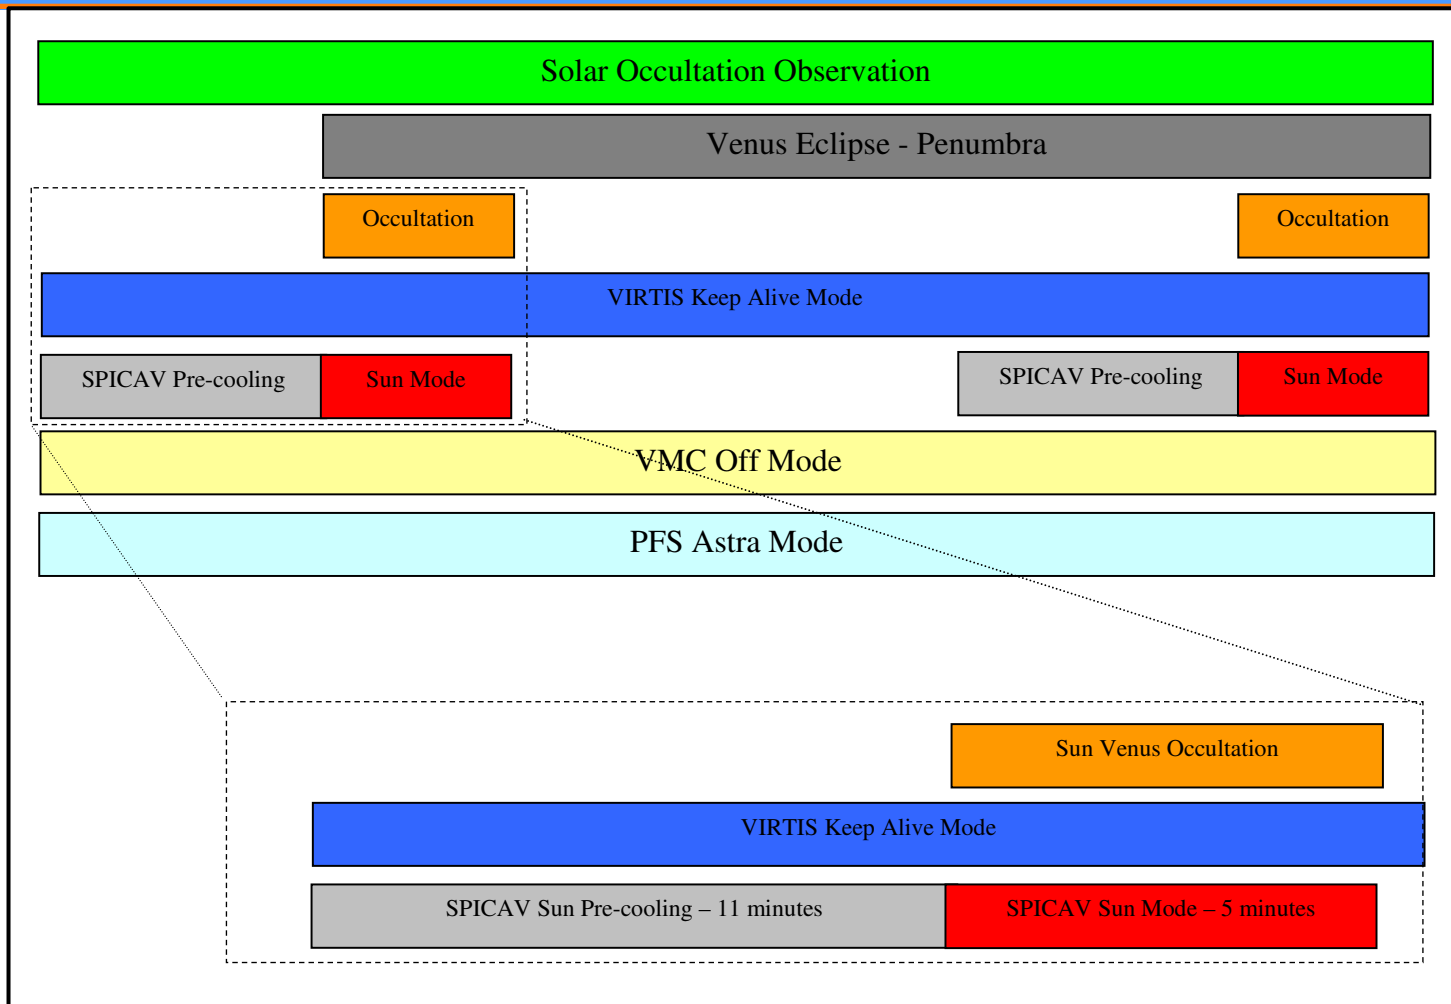 Solar Occultation Observation
Venus Eclipse - Penumbra
Occultation
Occultation
VIRTIS Keep Alive Mode
SPICAV Pre-cooling
Sun Mode
SPICAV Pre-cooling
Sun Mode
VMC Off Mode
PFS Astra Mode
Sun Venus Occultation
VIRTIS Keep Alive Mode
SPICAV Sun Pre-cooling – 11 minutes
SPICAV Sun Mode – 5 minutes